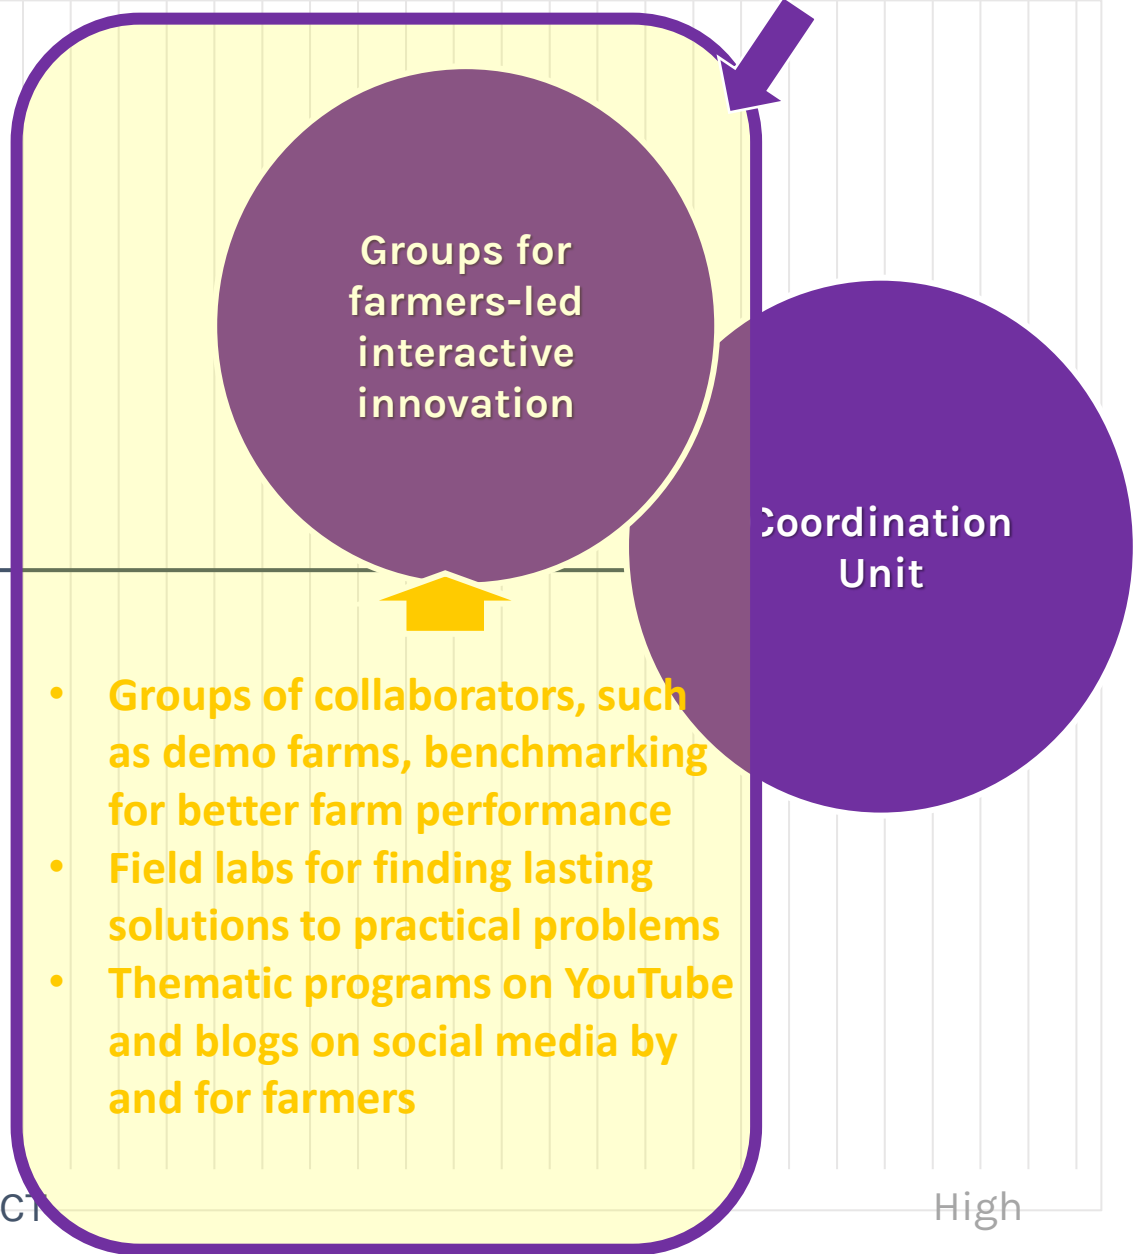 Groups for
farmers-led
interactive
innovation
Coordination
Unit
• Groups of collaborators, such
as demo farms, benchmarking
for better farm performance
• Field labs for finding lasting
solutions to practical problems
• Thematic programs on YouTube
and blogs on social media by
and for farmers
CT
High